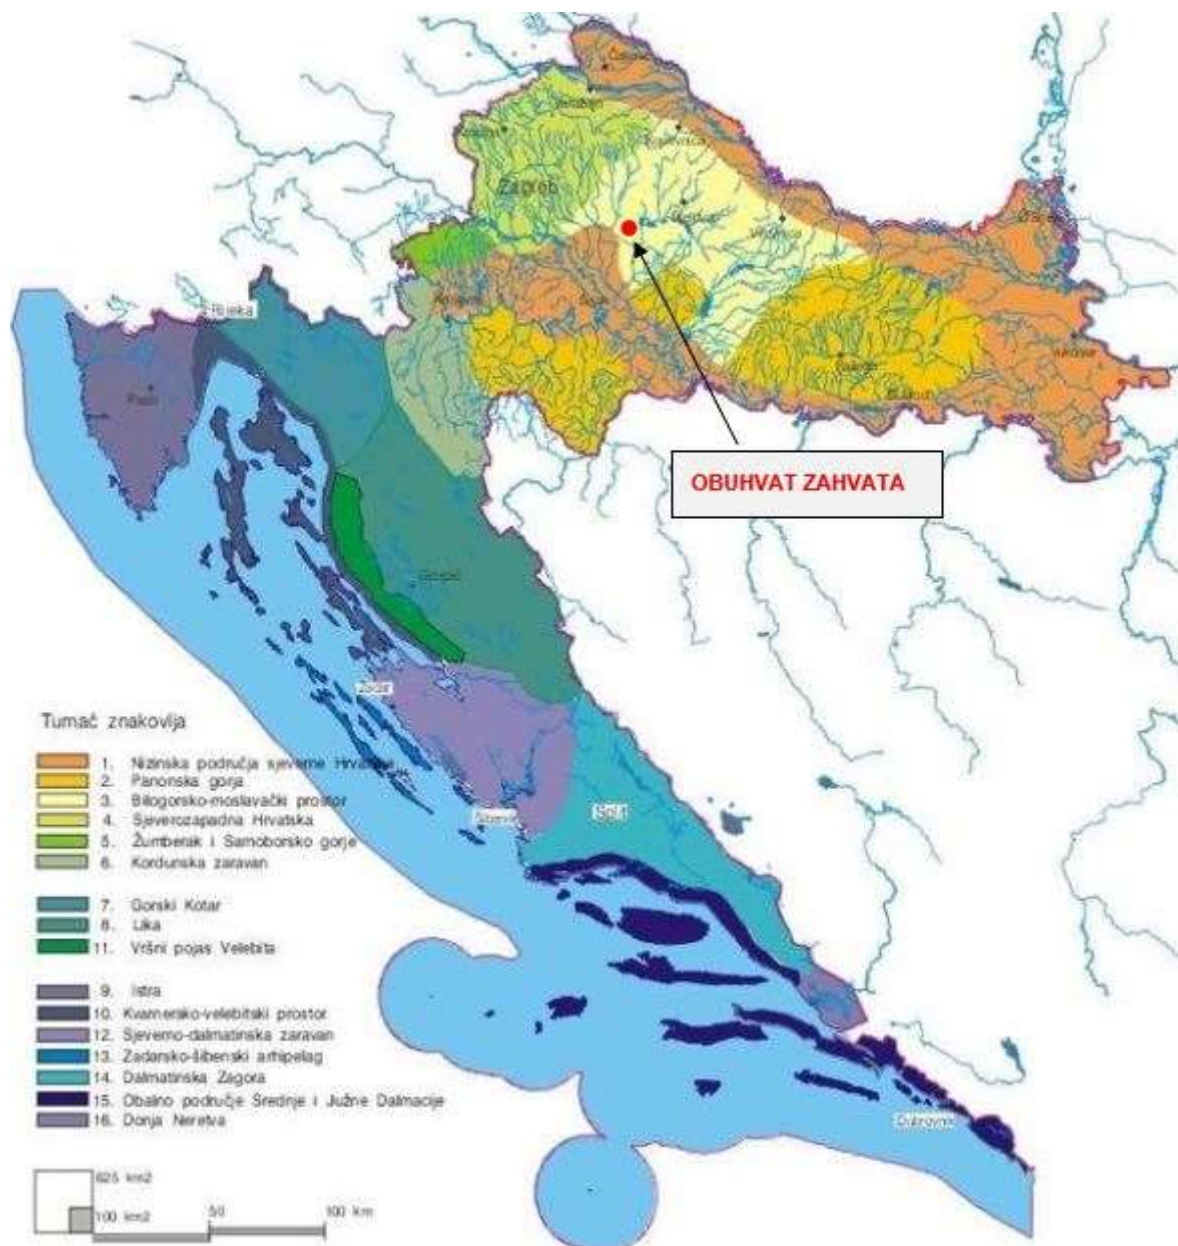 Zagreb
Rijeka
Sisak
OBUHVAT ZAHVATA
Gospić
Zadar
Šibenik
Split
Dubrovnik
Tumač znakovlja
1. Nizinska područja sjeverne Hrvatske
2. Panonska gorja
3. Bilogorsko-moslavački prostor
4. Sjeverozapadna Hrvatska
5. Žumberak i Samoborsko gorje
6. Kordunska zaravan
7. Gorski Kotar
8. Lika
11. Vršni pojas Velebita
9. Istra
10. Kvarnersko-velebitski prostor
12. Sjeverno-dalmatinska zaravan
13. Zadarsko-šibenski arhipelag
14. Dalmatinska Zagora
15. Obalno područje Srednje i Južne Dalmacije
16. Donja Neretva
625 km2
100 km2
50
100 km